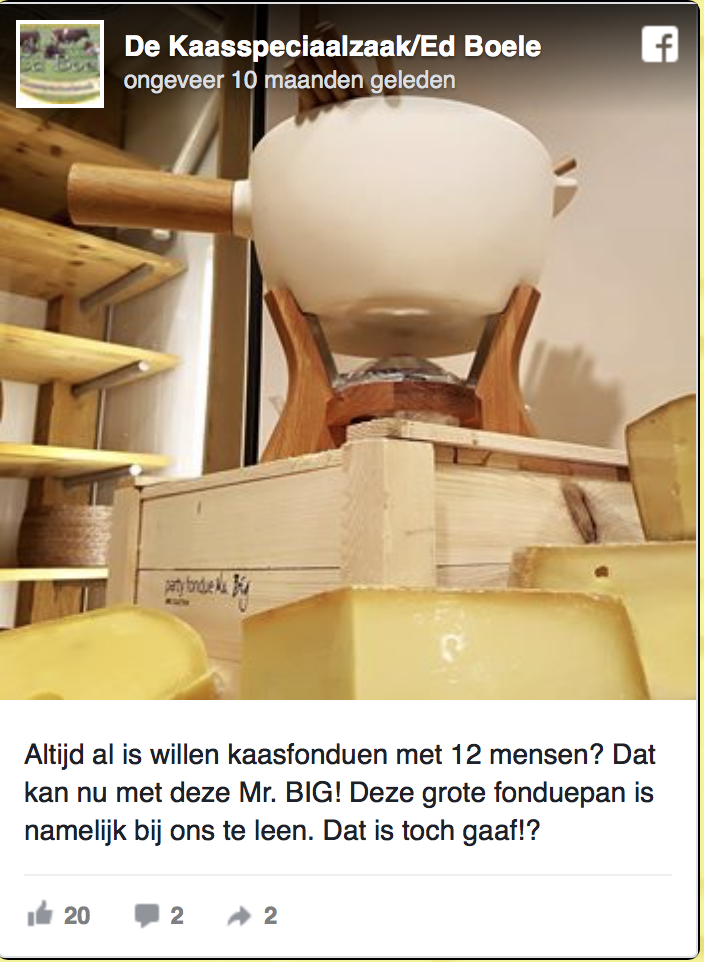 De Kaasspeciaalzaak/Ed Boele
ongeveer 10 maanden geleden
party fondue Mr. Big
Altijd al is willen kaasfonduen met 12 mensen? Dat
kan nu met deze Mr. BIG! Deze grote fonduepan is
namelijk bij ons te leen. Dat is toch gaaf!?
20
2
2